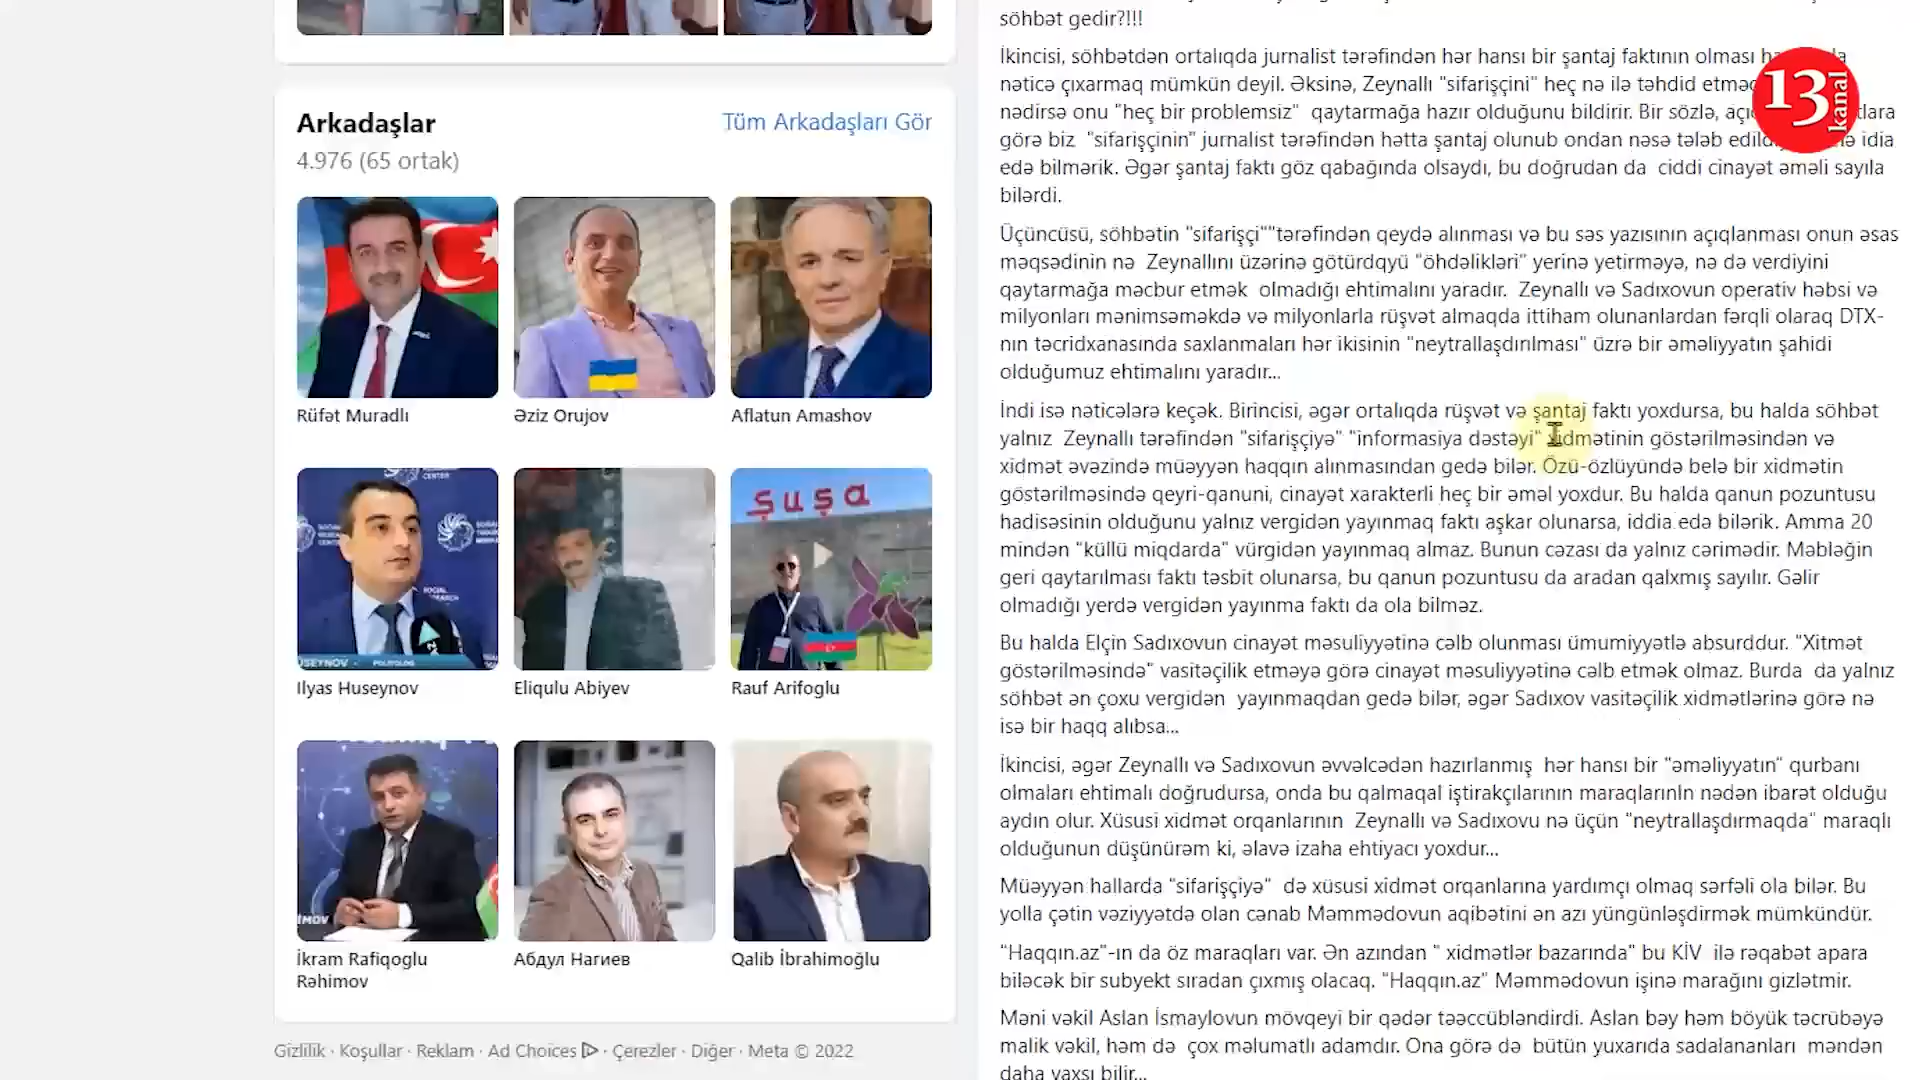 Arkadaşlar
Tüm Arkadaşları Gör
4.976 (65 ortak)
Rüfət Muradlı
Əziz Orujov
Aflatun Amashov
CENTER
HUSEYNOV
POLİTOLOQ
Şuşa
Ilyas Huseynov
Eliqulu Abiyev
Rauf Arifoglu
İkram Rafiqoglu
Rəhimov
Абдул Нагиев
Qalib İbrahimoğlu
Gizlilik · Koşullar · Reklam · Ad Choices · Çerezler · Diğer · Meta © 2022
13 kanal
söhbət gedir?!!!
İkincisi, söhbətdən ortalıqda jurnalist tərəfindən hər hansı bir şantaj faktının olması
nəticə çıxarmaq mümkün deyil. Əksinə, Zeynallı "sifarişçini" heç nə ilə təhdid
nədirsə onu "heç bir problemsiz" qaytarmağa hazır olduğunu bildirir. Bir sözlə,
görə biz "sifarişçinin" jurnalist tərəfindən hətta şantaj olunub ondan nəsə tələb idia
edə bilmərik. Əgər şantaj faktı göz qabağında olsaydı, bu doğrudan da ciddi cinayət əməli sayıla
bilərdi.
Üçüncüsü, söhbətin "sifarişçi""tərəfindən qeydə alınması və bu səs yazısının açıqlanması onun əsas
məqsədinin nə Zeynallını üzərinə götürdqyü "öhdəlikləri" yerinə yetirməyə, nə də verdiyini
qaytarmağa məcbur etmək olmadığı ehtimalını yaradır. Zeynallı və Sadıxovun operativ həbsi və
milyonları mənimsəməkdə və milyonlarla rüşvət almaqda ittiham olunanlardan fərqli olaraq DTX-
nın təcridxanasında saxlanmaları hər ikisinin "neytrallaşdırılması" üzrə bir əməliyyatın şahidi
olduğumuz ehtimalını yaradır...
İndi isə nəticələrə keçək. Birincisi, əgər ortalıqda rüşvət və şantaj faktı yoxdursa, bu halda söhbət
yalnız Zeynallı tərəfindən "sifarişçiyə" "informasiya dəstəyi" xidmətinin göstərilməsindən və
xidmət əvəzində müəyyən haqqın alınmasından gedə bilər. Özü-özlüyündə belə bir xidmətin
göstərilməsində qeyri-qanuni, cinayət xarakterli heç bir əməl yoxdur. Bu halda qanun pozuntusu
hadisəsinin olduğunu yalnız vergidən yayınmaq faktı aşkar olunarsa, iddia edə bilərik. Amma 20
mindən "küllü miqdarda" vürgidən yayınmaq almaz. Bunun cəzası da yalnız cərimədir. Məbləğin
geri qaytarılması faktı təsbit olunarsa, bu qanun pozuntusu da aradan qalxmış sayılır. Gəlir
olmadığı yerdə vergidən yayınma faktı da ola bilməz.
Bu halda Elçin Sadıxovun cinayət məsuliyyətinə cəlb olunması ümumiyyətlə absurddur. "Xitmət
göstərilməsində" vasitəçilik etməyə görə cinayət məsuliyyətinə cəlb etmək olmaz. Burda da yalnız
söhbət ən çoxu vergidən yayınmaqdan gedə bilər, əgər Sadıxov vasitəçilik xidmətlərinə görə nə
isə bir haqq alıbsa...
İkincisi, əgər Zeynallı və Sadıxovun əvvəlcədən hazırlanmış hər hansı bir "əməliyyatın" qurbanı
olmaları ehtimalı doğrudursa, onda bu qalmaqal iştirakçılarının maraqlarınln nədən ibarət olduğu
aydın olur. Xüsusi xidmət orqanlarının Zeynallı və Sadıxovu nə üçün "neytrallaşdırmaqda" maraqlı
olduğunun düşünürəm ki, əlavə izaha ehtiyacı yoxdur...
Müəyyən hallarda "sifarişçiyə" də xüsusi xidmət orqanlarına yardımçı olmaq sərfəli ola bilər. Bu
yolla çətin vəziyyətdə olan cənab Məmmədovun aqibətini ən azı yüngünləşdirmək mümkündür.
"Haqqın.az"-ın da öz maraqları var. Ən azından " xidmətlər bazarında" bu KİV ilə rəqabət apara
biləcək bir subyekt sıradan çıxmış olacaq. "Haqqın.az" Məmmədovun işinə marağını gizlətmir.
Məni vəkil Aslan İsmaylovun mövqeyi bir qədər təəccübləndirdi. Aslan bəy həm böyük təcrübəyə
malik vəkil, həm də çox məlumatlı adamdır. Ona görə də bütün yuxarıda sadalananları məndən
daha yaxşı bilir...